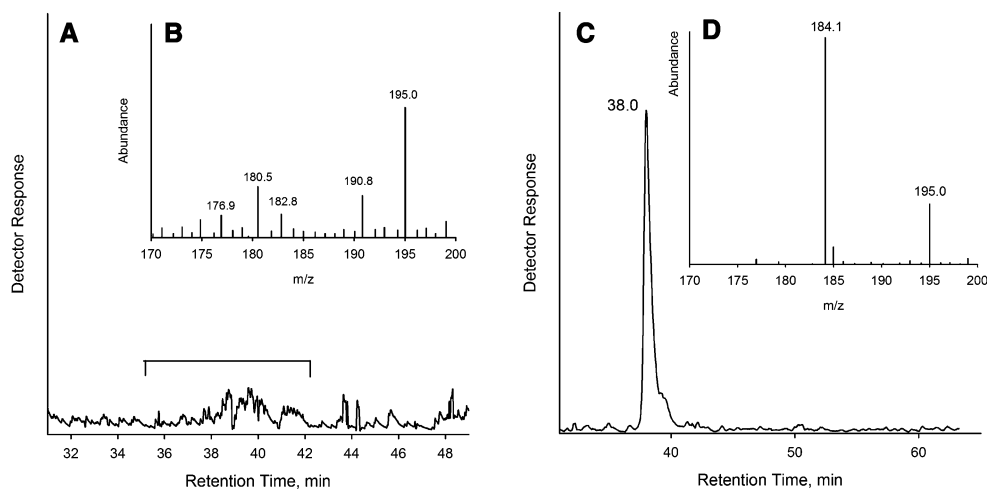 A
B
Abundance
195.0
180.5
176.9
182.8
190.8
170 175 180 185 190 195 200
m/z
Detector Response
32 34 36 38 40 42 44 46 48
Retention Time, min
C
D
Abundance
184.1
195.0
170 175 180 185 190 195 200
m/z
38.0
Detector Response
40 50 60
Retention Time, min